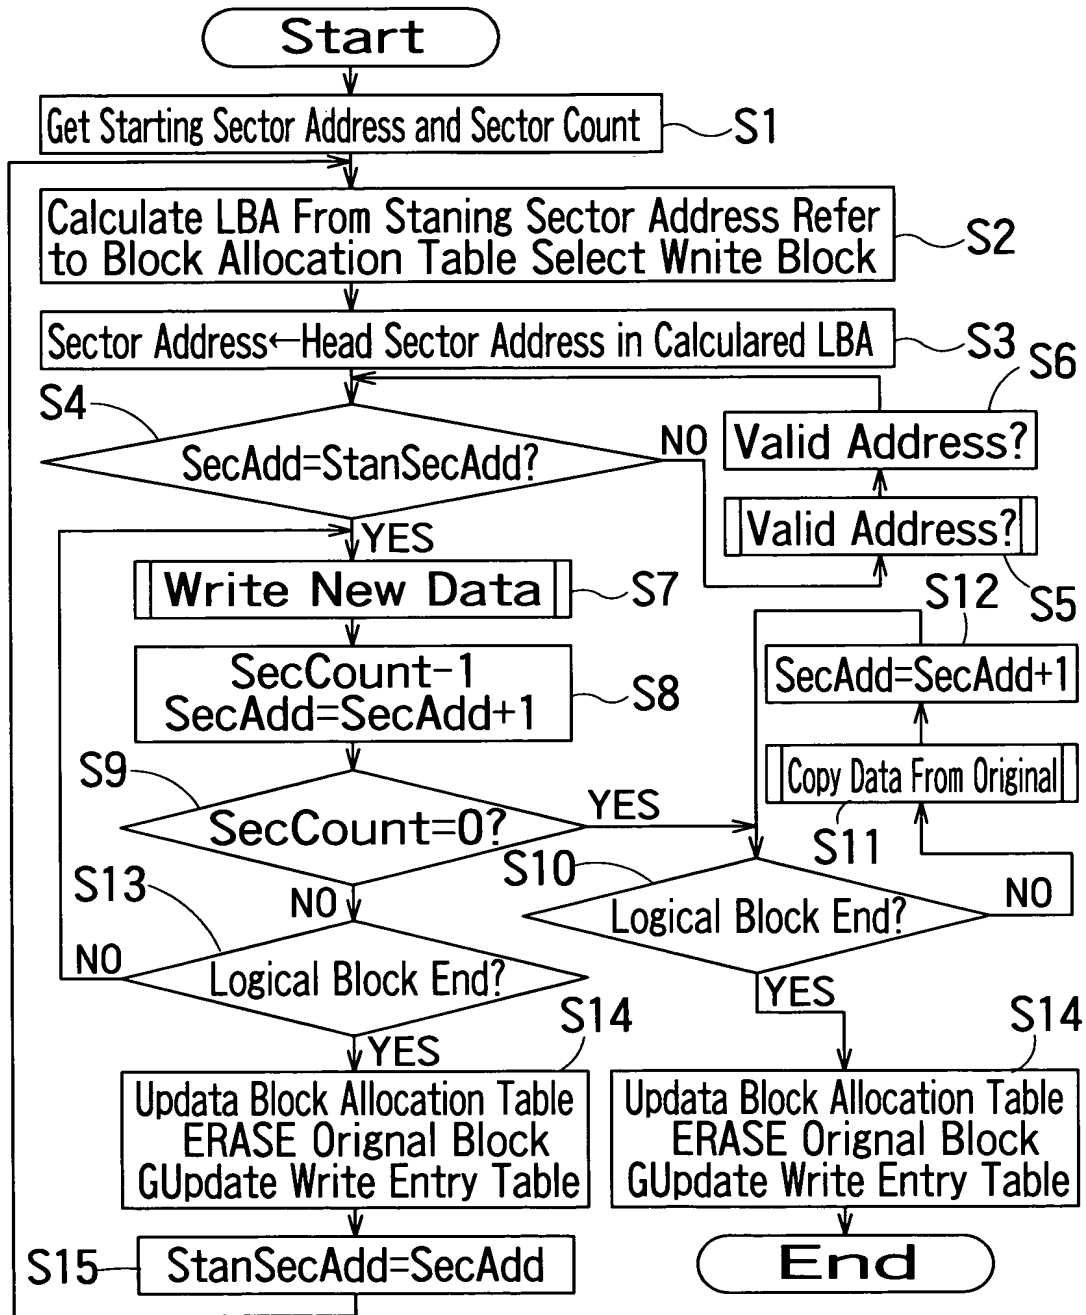 Start
Get Starting Sector Address and Sector Count
S1
Calculate LBA From Staning Sector Address Refer
to Block Allocation Table Select Wnite Block
S2
Sector Address←Head Sector Address in Calculared LBA
S3
S4
SecAdd=StanSecAdd?
NO
S6
Valid Address?
Valid Address?
S5
YES
Write New Data
S7
SecCount-1
SecAdd=SecAdd+1
S8
S12
SecAdd=SecAdd+1
Copy Data From Original
S11
S9
SecCount=0?
YES
NO
S10
Logical Block End?
NO
YES
S13
Logical Block End?
NO
YES
S14
Updata Block Allocation Table
ERASE Orignal Block
GUpdate Write Entry Table
S14
Updata Block Allocation Table
ERASE Orignal Block
GUpdate Write Entry Table
S15
StanSecAdd=SecAdd
End